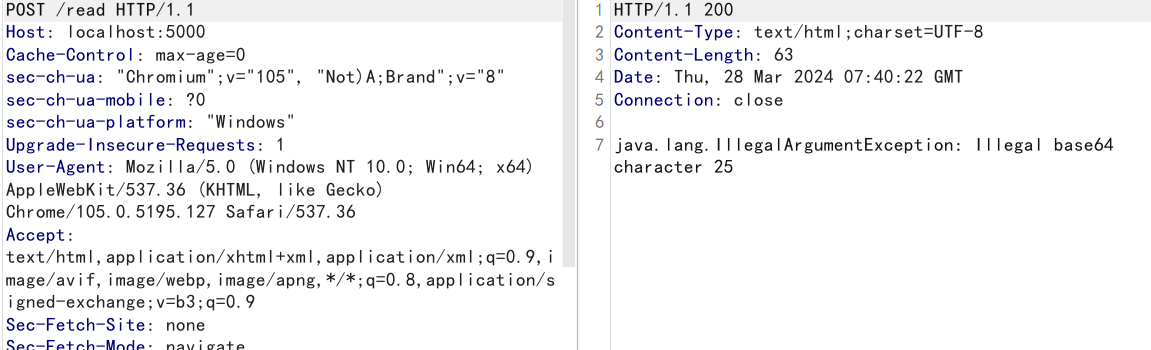 POST /read HTTP/1.1
Host: localhost:5000
Cache-Control: max-age=0
sec-ch-ua: "Chromium";v="105", "Not)A;Brand";v="8"
sec-ch-ua-mobile: ?0
sec-ch-ua-platform: "Windows"
Upgrade-Insecure-Requests: 1
User-Agent: Mozilla/5.0 (Windows NT 10.0; Win64; x64)
AppleWebKit/537.36 (KHTML, like Gecko)
Chrome/105.0.5195.127 Safari/537.36
Accept:
text/html,application/xhtml+xml,application/xml;q=0.9,i
mage/avif,image/webp,image/apng,*/*;q=0.8,application/s
igned-exchange;v=b3;q=0.9
Sec-Fetch-Site: none
Sec-Fetch-Mode: navigate
1 HTTP/1.1 200
2 Content-Type: text/html;charset=UTF-8
3 Content-Length: 63
4 Date: Thu, 28 Mar 2024 07:40:22 GMT
5 Connection: close
6
7 java.lang.IllegalArgumentException: Illegal base64
character 25